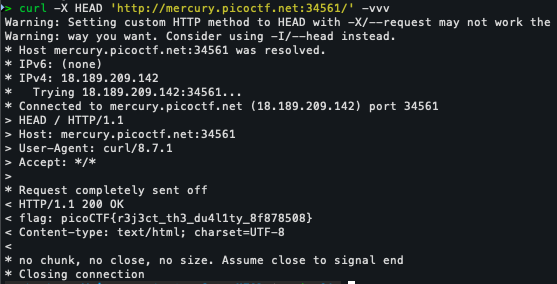 > curl -X HEAD 'http://mercury.picoctf.net:34561/' -vvv
Warning: Setting custom HTTP method to HEAD with -X/--request may not work the
Warning: way you want. Consider using -I/--head instead.
* Host mercury.picoctf.net:34561 was resolved.
* IPv6: (none)
* IPv4: 18.189.209.142
*   Trying 18.189.209.142:34561...
* Connected to mercury.picoctf.net (18.189.209.142) port 34561
> HEAD / HTTP/1.1
> Host: mercury.picoctf.net:34561
> User-Agent: curl/8.7.1
> Accept: */*
>
* Request completely sent off
< HTTP/1.1 200 OK
< flag: picoCTF{r3j3ct_th3_du4l1ty_8f878508}
< Content-type: text/html; charset=UTF-8
<
* no chunk, no close, no size. Assume close to signal end
* Closing connection